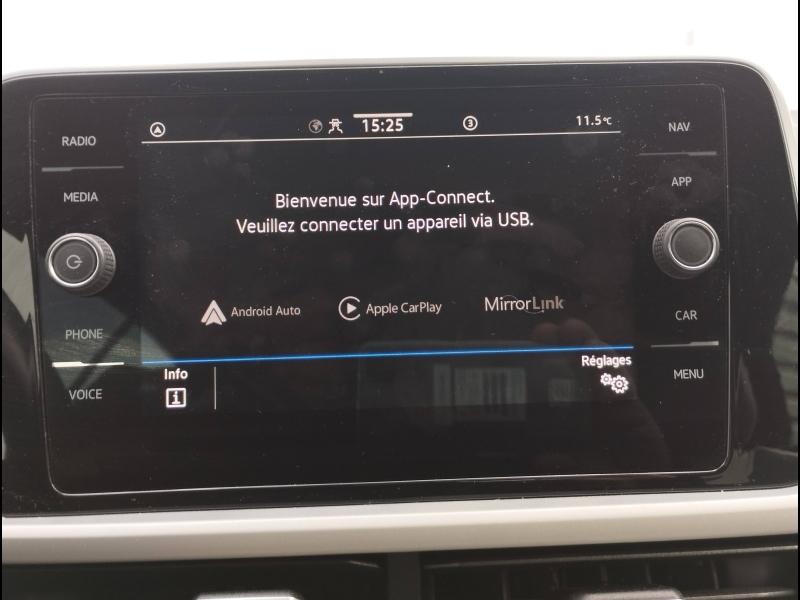 15:25
3
11.5°C
RADIO
MEDIA
PHONE
VOICE
Bienvenue sur App-Connect.
Veuillez connecter un appareil via USB.
Android Auto
Apple CarPlay
MirrorLink
Info
i
Réglages
NAV
APP
CAR
MENU